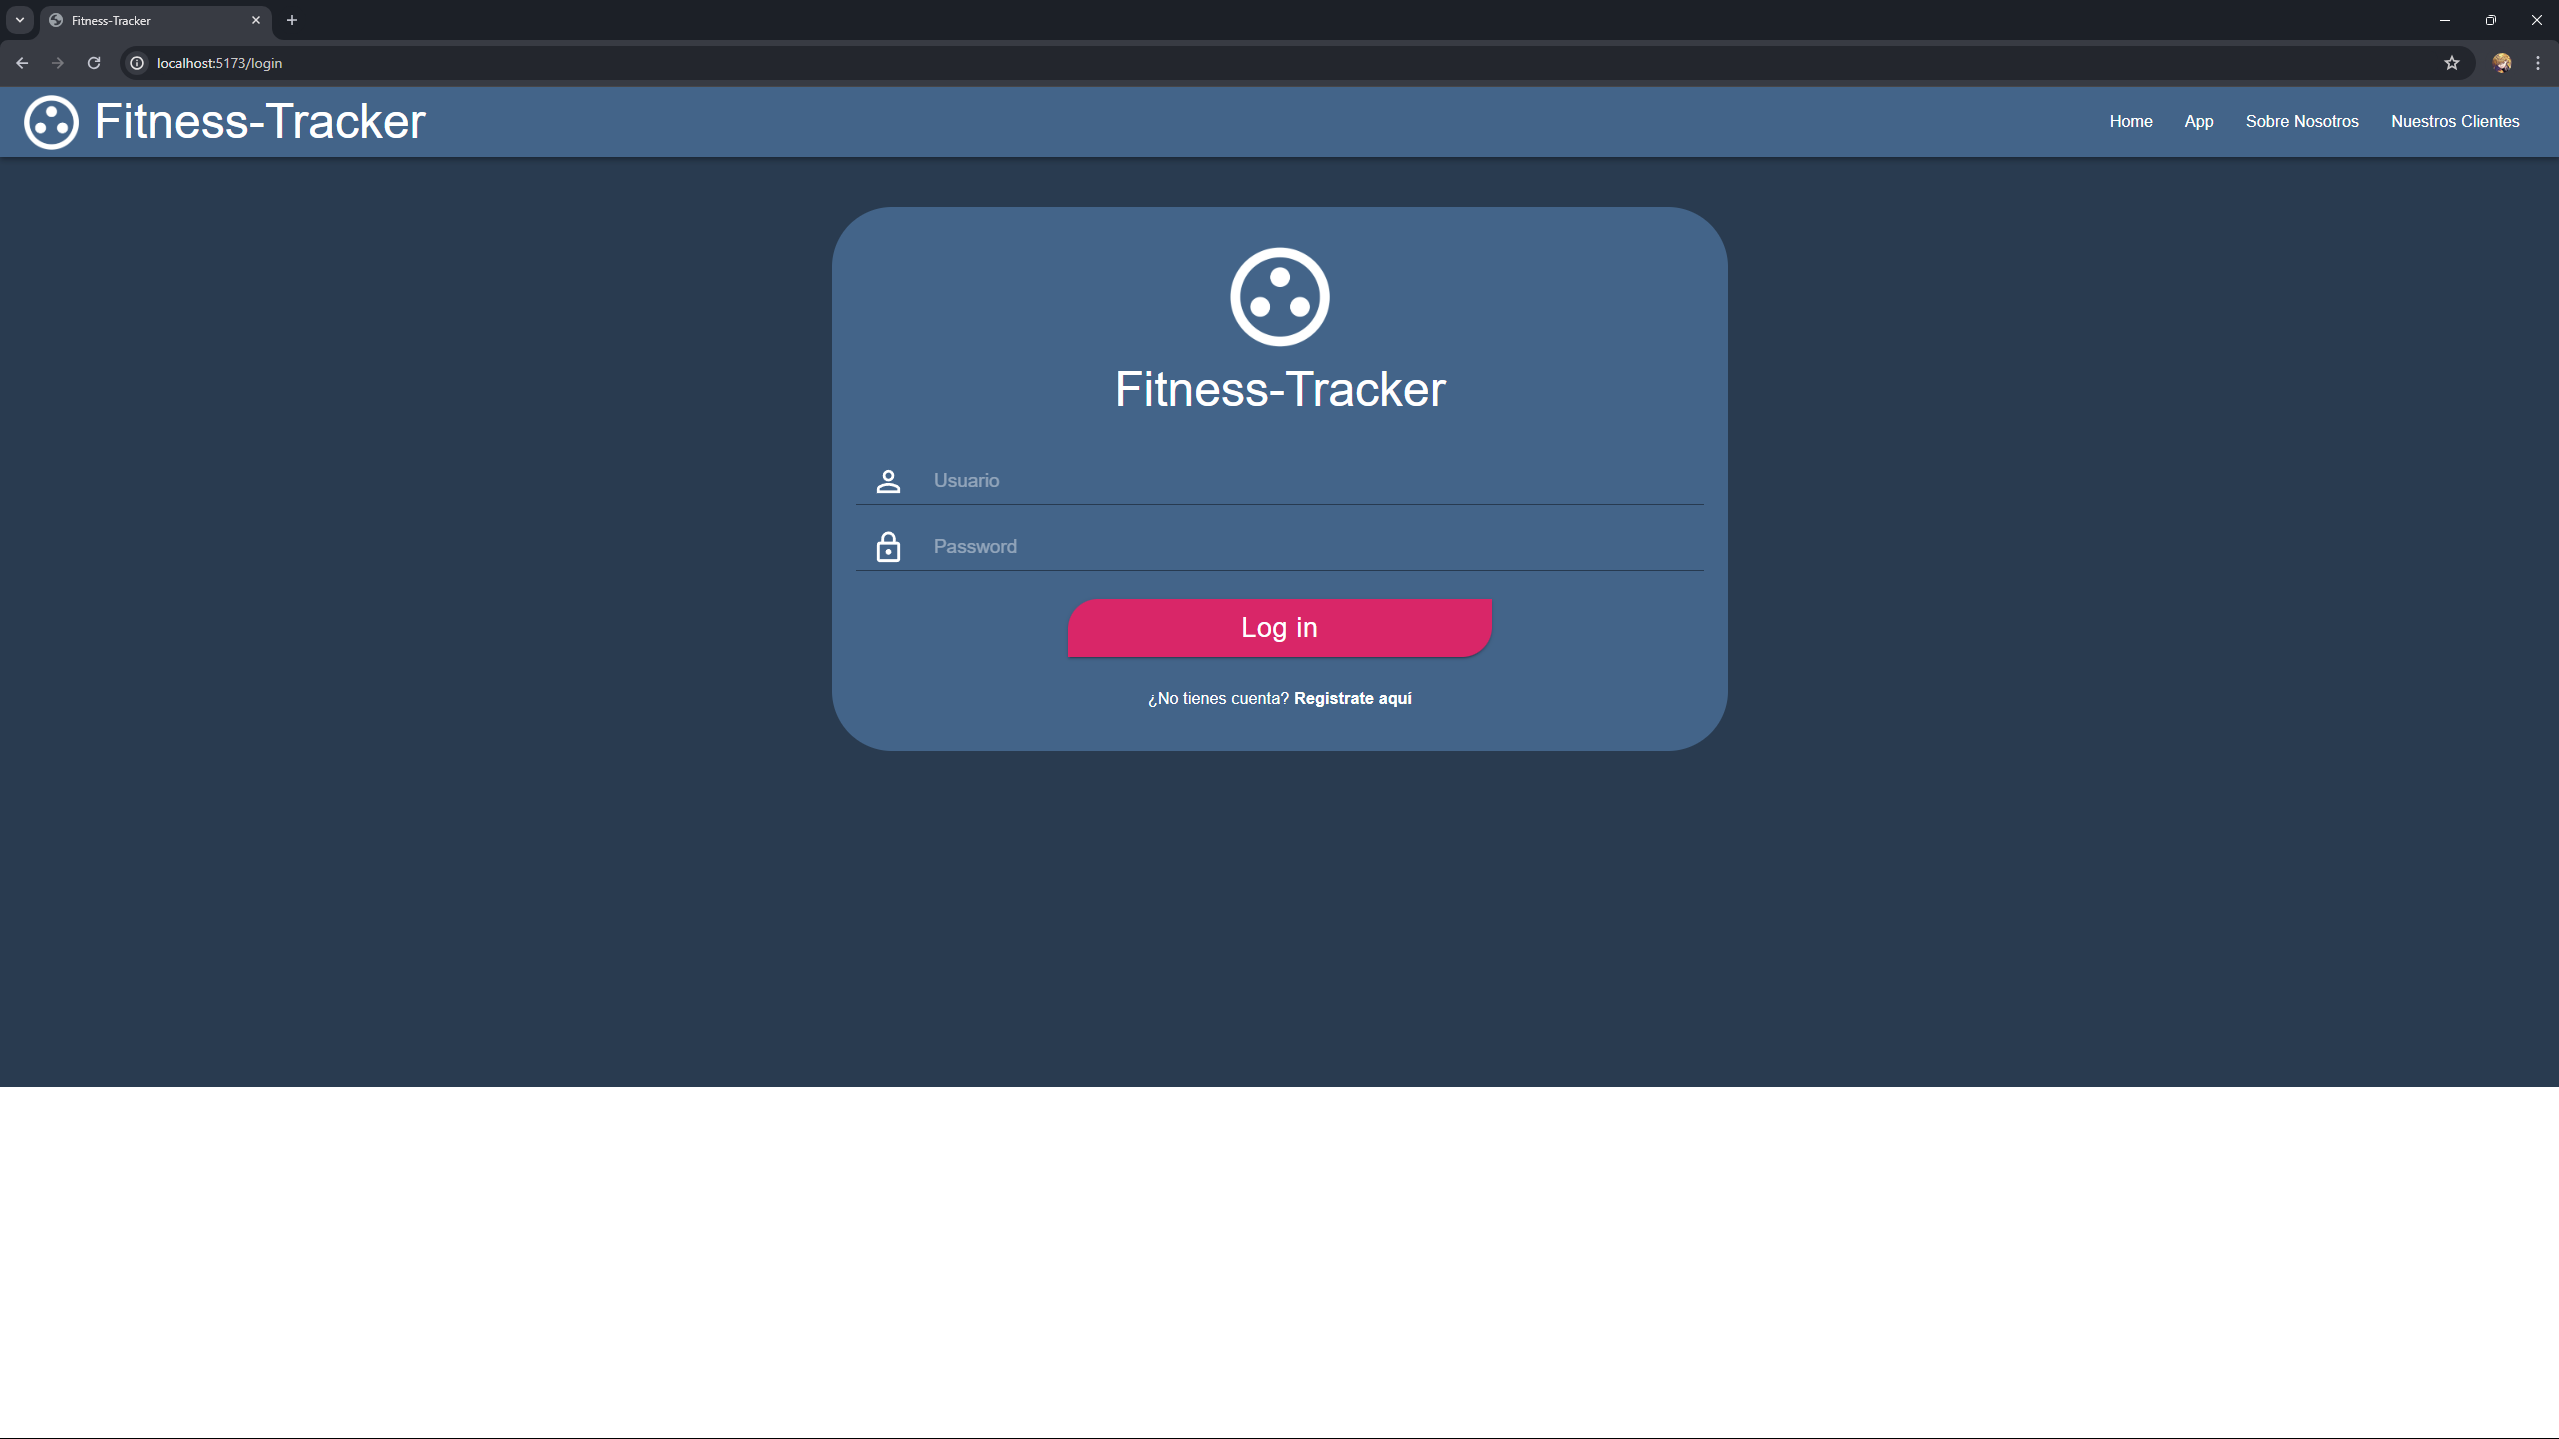 Fitness-Tracker
localhost:5173/login
Fitness-Tracker
Home App Sobre Nosotros Nuestros Clientes
Fitness-Tracker
Usuario
Password
Log in
¿No tienes cuenta? Registrate aquí